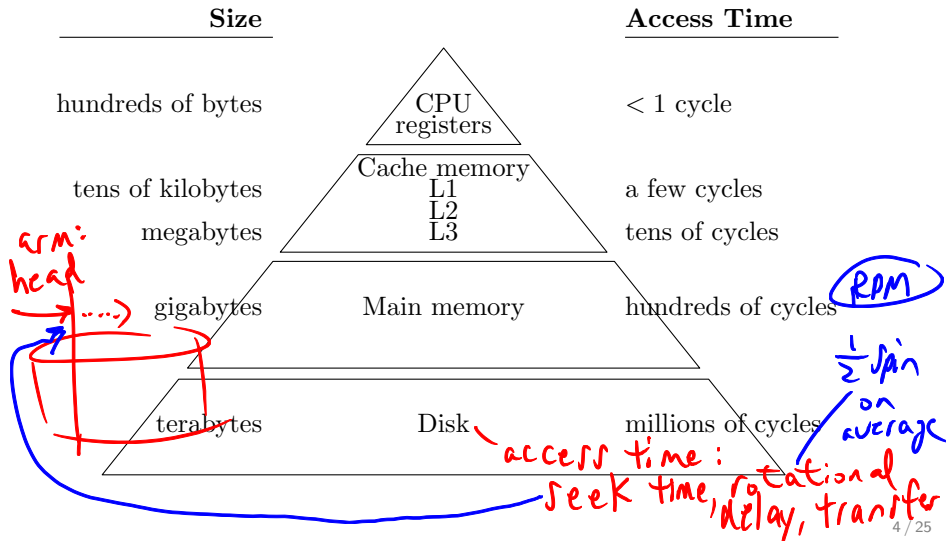 Size
Access Time
hundreds of bytes
CPU
registers
< 1 cycle
Cache memory
tens of kilobytes
L1
a few cycles
L2
megabytes
L3
tens of cycles
arm:
head
gigabytes
Main memory
hundreds of cycles
RPM
1/2 spin
on
average
terabytes
Disk
millions of cycles
access time:
seek time, rotational
delay, transfer
4 / 25